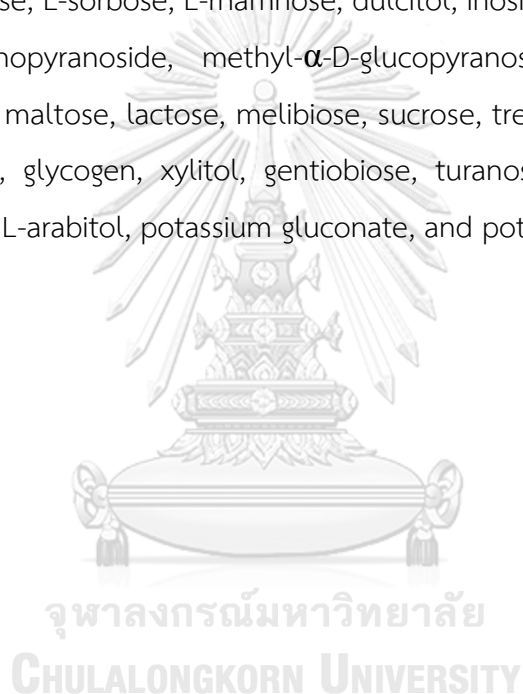 se, L-sorbose, L-rhamnose, dulcitol, inosi
nopyranoside, methyl-α-D-glucopyranos
maltose, lactose, melibiose, sucrose, tre
, glycogen, xylitol, gentiobiose, turanos
L-arabitol, potassium gluconate, and pot
จุฬาลงกรณ์มหาวิทยาลัย
CHULALONGKORN UNIVERSITY